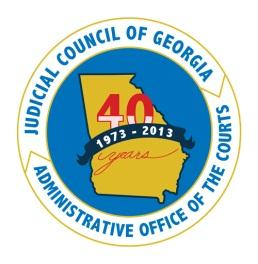 JUDICIAL COUNCIL OF GEORGIA
40
1973 - 2013
years
ADMINISTRATIVE OFFICE OF THE COURTS